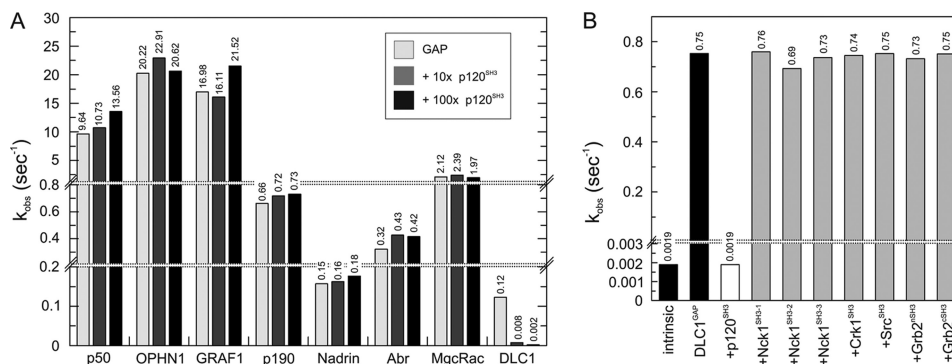 A
k_obs (sec⁻¹)
30
25
20
15
10
5
0.8
0.4
0.2
0.1
0
GAP
+ 10x p120^SH3
+ 100x p120^SH3
9.64 10.73 13.56
20.22 22.91 20.62
16.98 16.11 21.52
0.66 0.72 0.73
0.15 0.16 0.18
0.32 0.43 0.42
2.12 2.39 1.97
0.12 0.008 0.002
p50 OPHN1 GRAF1 p190 Nadrin Abr MgcRac DLC1
B
k_obs (sec⁻¹)
0.8
0.6
0.4
0.2
0.003
0.002
0.001
0.000
0.0019 0.75 0.0019 0.76 0.69 0.73 0.74 0.75 0.73 0.75
intrinsic
DLC1^GAP
+p120^SH3
+Nck1^SH3-1
+Nck1^SH3-2
+Nck1^SH3-3
+Crk1^SH3
+Src^SH3
+Grb2^nSH3
+Grb2^cSH3